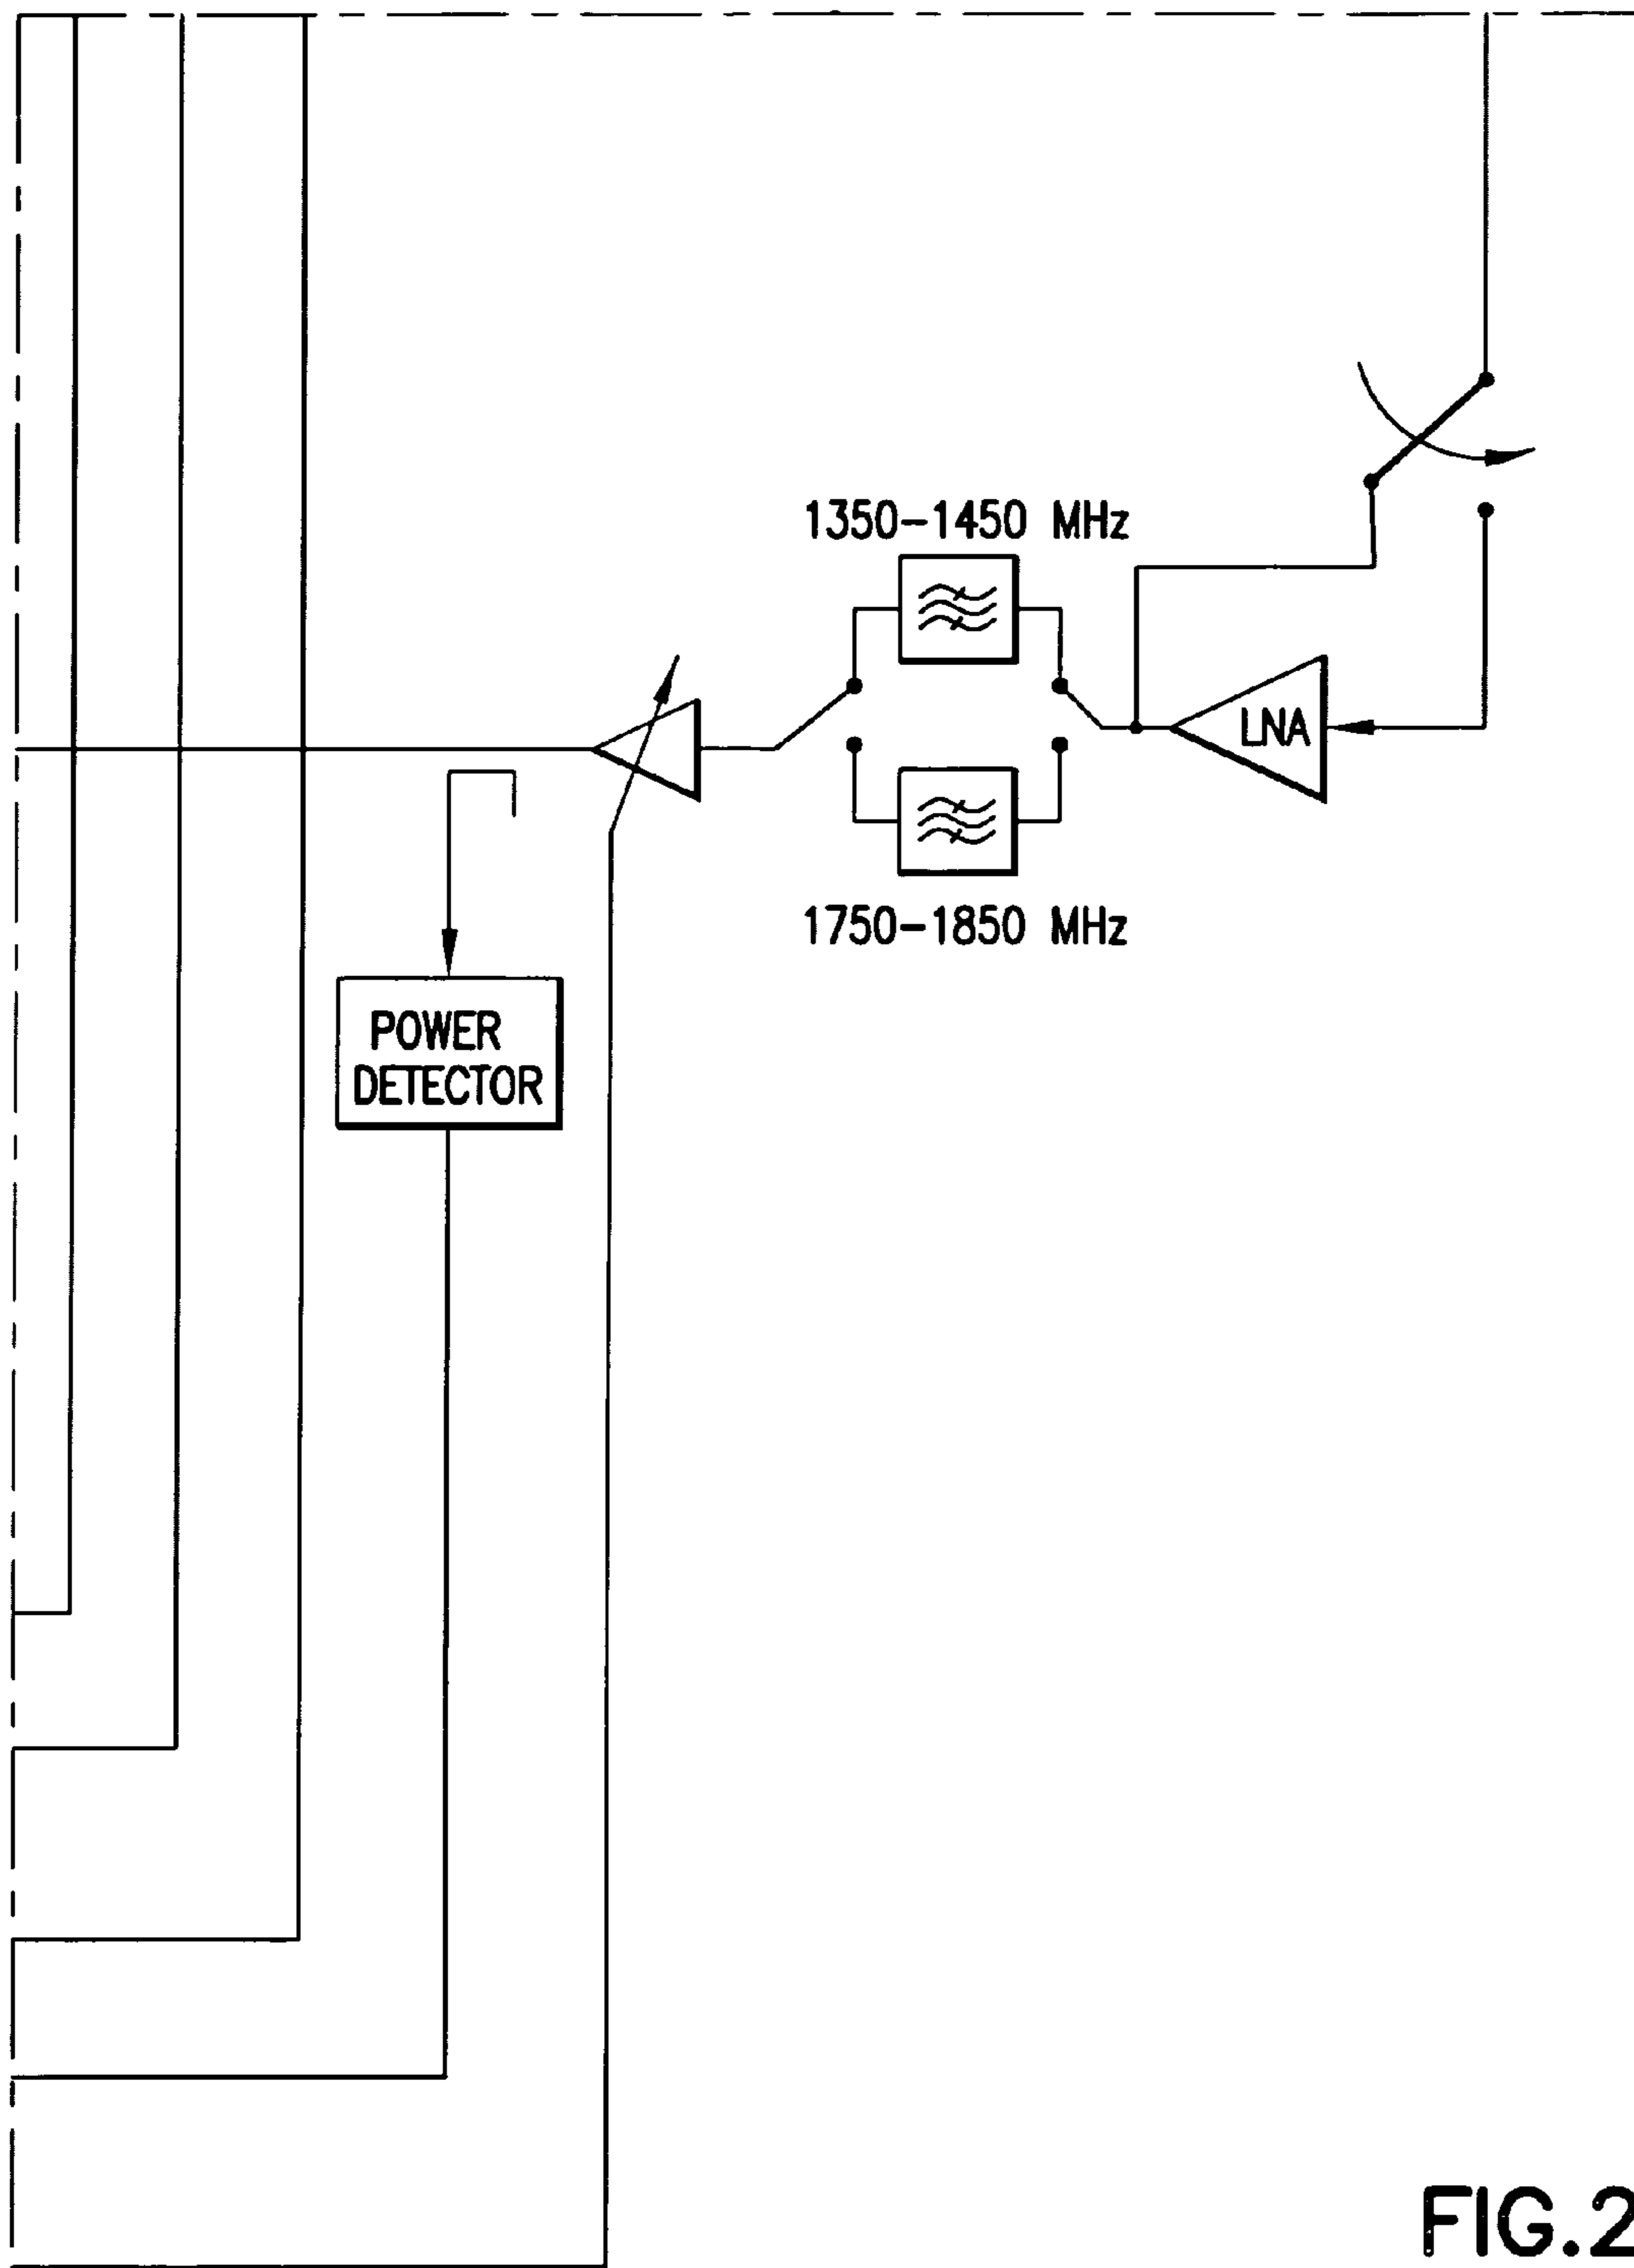 1350-1450 MHz
LNA
1750-1850 MHz
POWER
DETECTOR
FIG.2